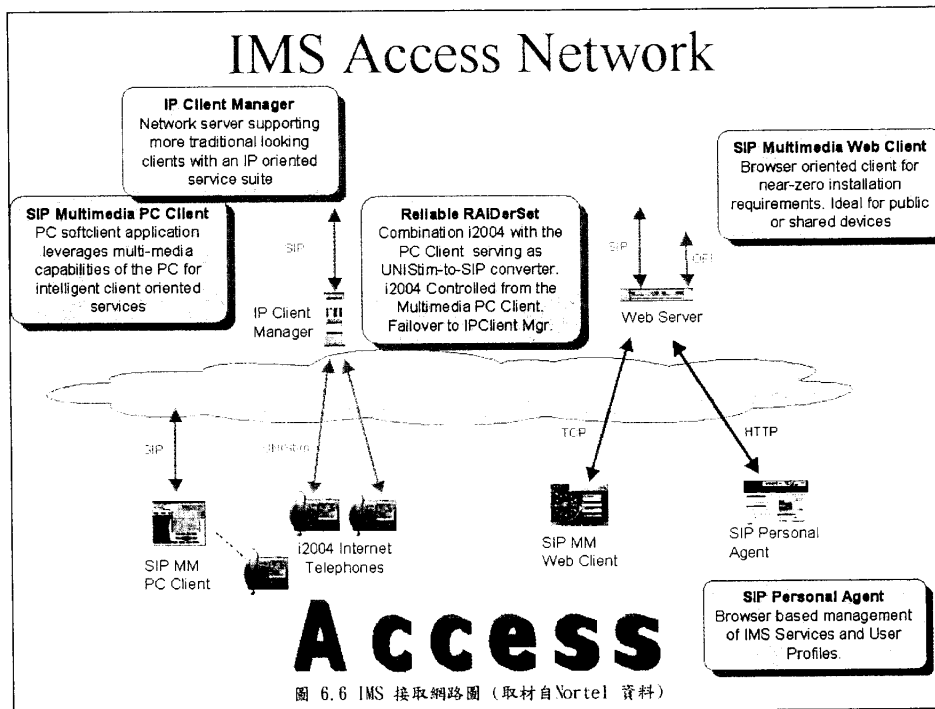 IMS Access Network
IP Client Manager
Network server supporting
more traditional looking
clients with an IP oriented
service suite
SIP Multimedia Web Client
Browser oriented client for
near-zero installation
requirements. Ideal for public
or shared devices
SIP Multimedia PC Client
PC softclient application
leverages multi-media
capabilities of the PC for
intelligent client oriented
services
Reliable RAIDerSet
Combination i2004 with the
PC Client serving as
UNIStim-to-SIP converter.
i2004 Controlled from the
Multimedia PC Client.
Failover to IPClient Mgr.
SIP
SIP
IP Client
Manager
Web Server
SIP
UNIStim
TCP
HTTP
SIP MM
PC Client
i2004 Internet
Telephones
SIP MM
Web Client
SIP Personal
Agent
SIP Personal Agent
Browser based management
of IMS Services and User
Profiles.
Access
圖 6.6 IMS 接取網路圖 (取材自Nortel 資料)